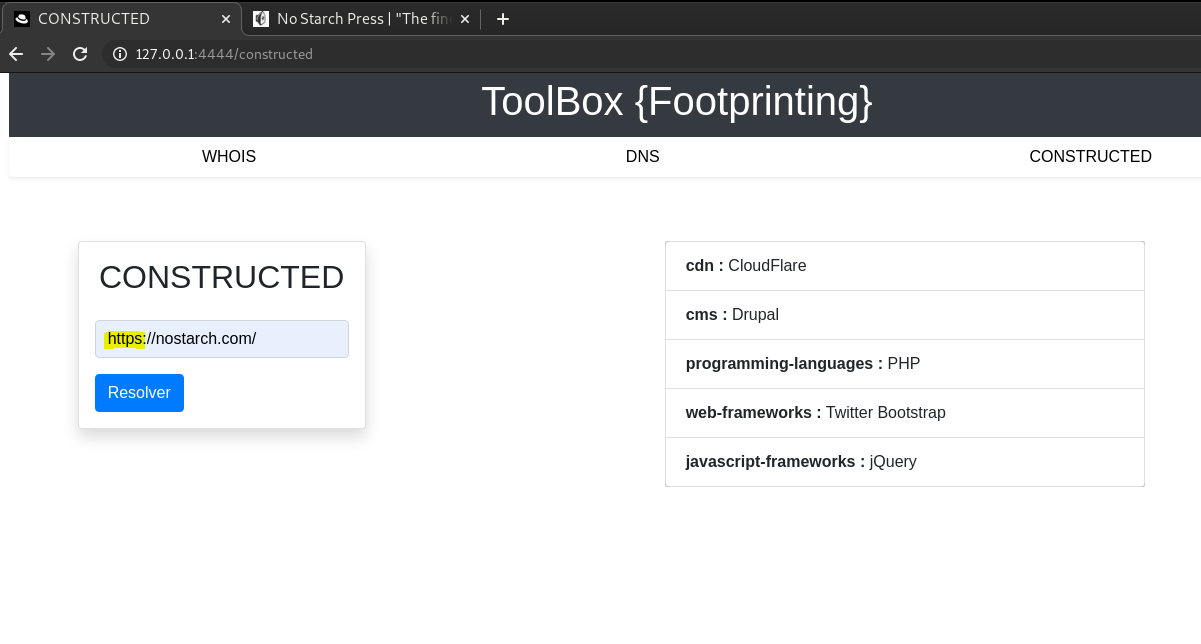 CONSTRUCTED
No Starch Press | "The fin
127.0.0.1:4444/constructed
ToolBox {Footprinting}
WHOIS DNS CONSTRUCTED
CONSTRUCTED
https://nostarch.com/
Resolver
cdn : CloudFlare
cms : Drupal
programming-languages : PHP
web-frameworks : Twitter Bootstrap
javascript-frameworks : jQuery